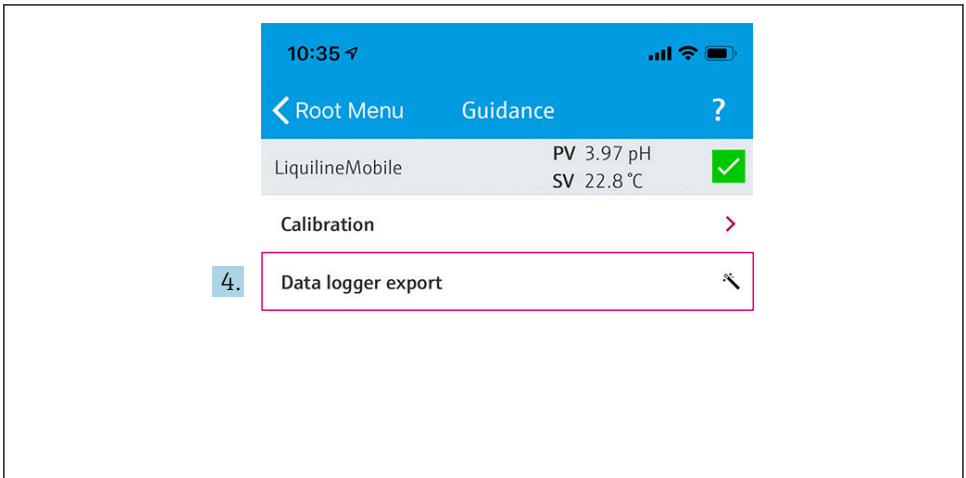 10:35
Root Menu Guidance ?
LiquilineMobile PV 3.97 pH
SV 22.8 °C
Calibration
4. Data logger export